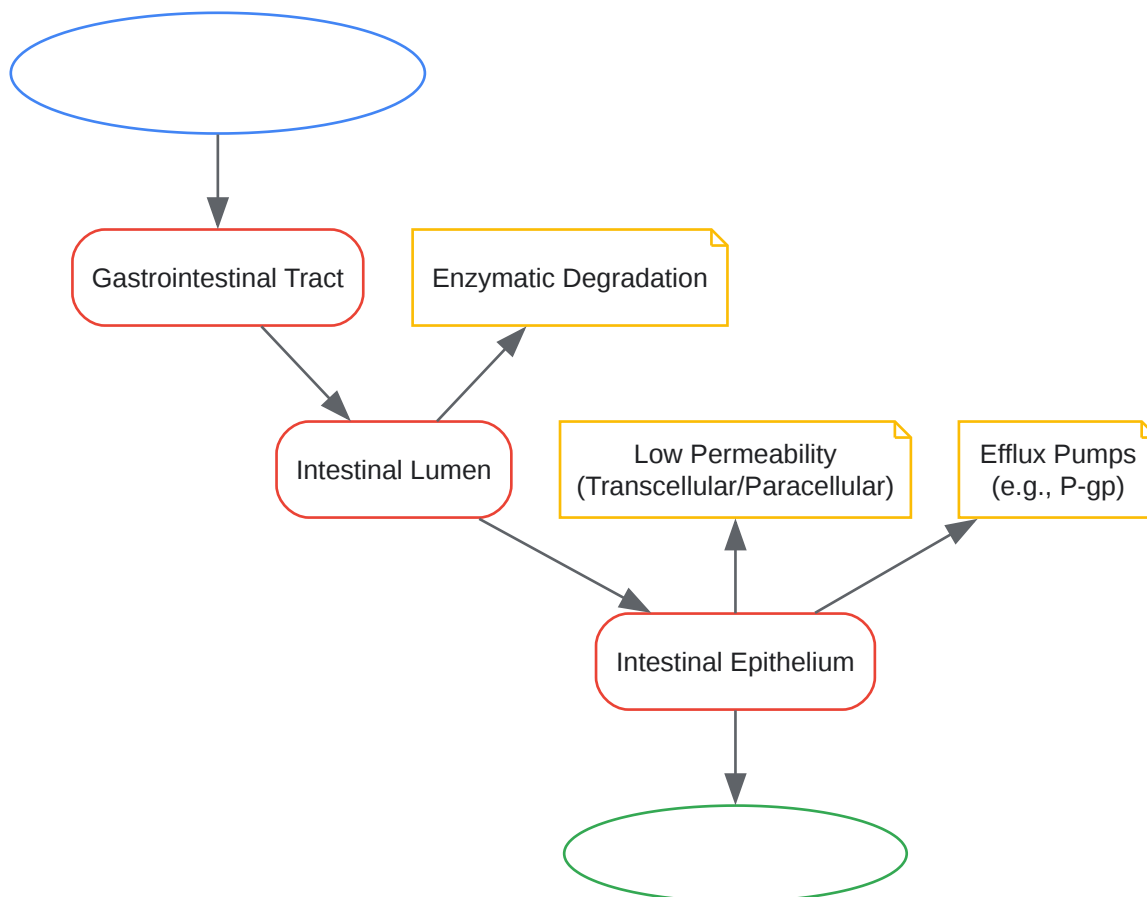 Gastrointestinal Tract
Enzymatic Degradation
Intestinal Lumen
Low Permeability
(Transcellular/Paracellular)
Efflux Pumps
(e.g., P-gp)
Intestinal Epithelium